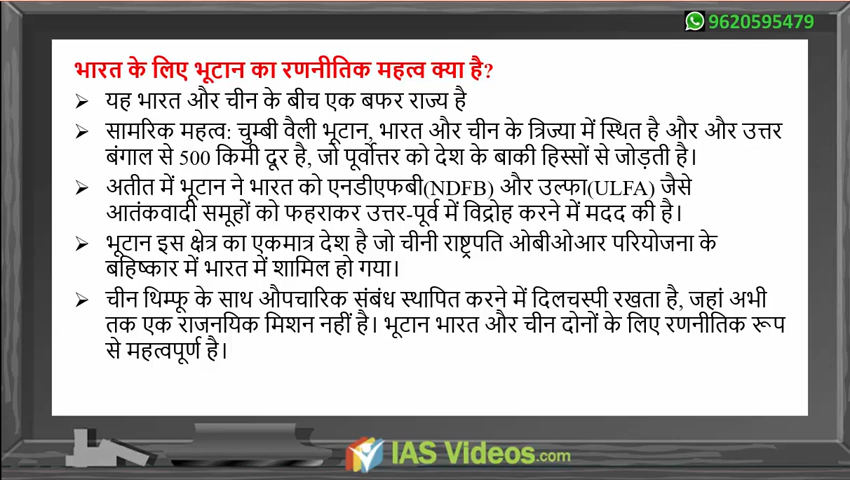 9620595479
भारत के लिए भूटान का रणनीतिक महत्व क्या है?
➢ यह भारत और चीन के बीच एक बफर राज्य है
➢ सामरिक महत्व: चुम्बी वैली भूटान, भारत और चीन के त्रिज्या में स्थित है और और उत्तर
बंगाल से 500 किमी दूर है, जो पूर्वोत्तर को देश के बाकी हिस्सों से जोड़ती है।
➢ अतीत में भूटान ने भारत को एनडीएफबी(NDFB) और उल्फा(ULFA) जैसे
आतंकवादी समूहों को फहराकर उत्तर-पूर्व में विद्रोह करने में मदद की है।
➢ भूटान इस क्षेत्र का एकमात्र देश है जो चीनी राष्ट्रपति ओबीओआर परियोजना के
बहिष्कार में भारत में शामिल हो गया।
➢ चीन थिम्फू के साथ औपचारिक संबंध स्थापित करने में दिलचस्पी रखता है, जहां अभी
तक एक राजनयिक मिशन नहीं है। भूटान भारत और चीन दोनों के लिए रणनीतिक रूप
से महत्वपूर्ण है।
IAS Videos.com